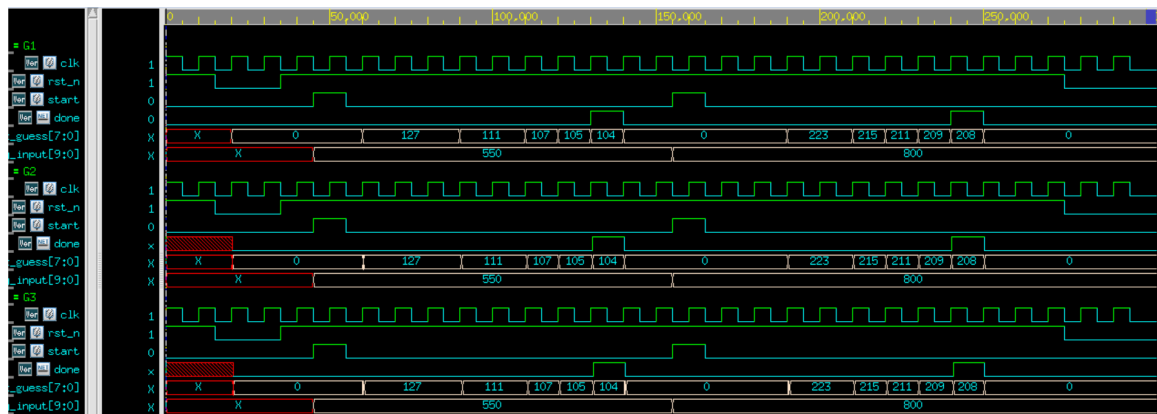 0 50,000 100,000 150,000 200,000 250,000
= G1
clk 1
rst_n 1
start 0
done 0
_guess[7:0] X X 0 127 111 107 105 104 0 223 215 211 209 208 0
_input[9:0] X X 550 800
= G2
clk 1
rst_n 1
start 0
done x
_guess[7:0] X X 0 127 111 107 105 104 0 223 215 211 209 208 0
_input[9:0] X X 550 800
= G3
clk 1
rst_n 1
start 0
done x
_guess[7:0] X X 0 127 111 107 105 104 0 223 215 211 209 208 0
_input[9:0] X X 550 800